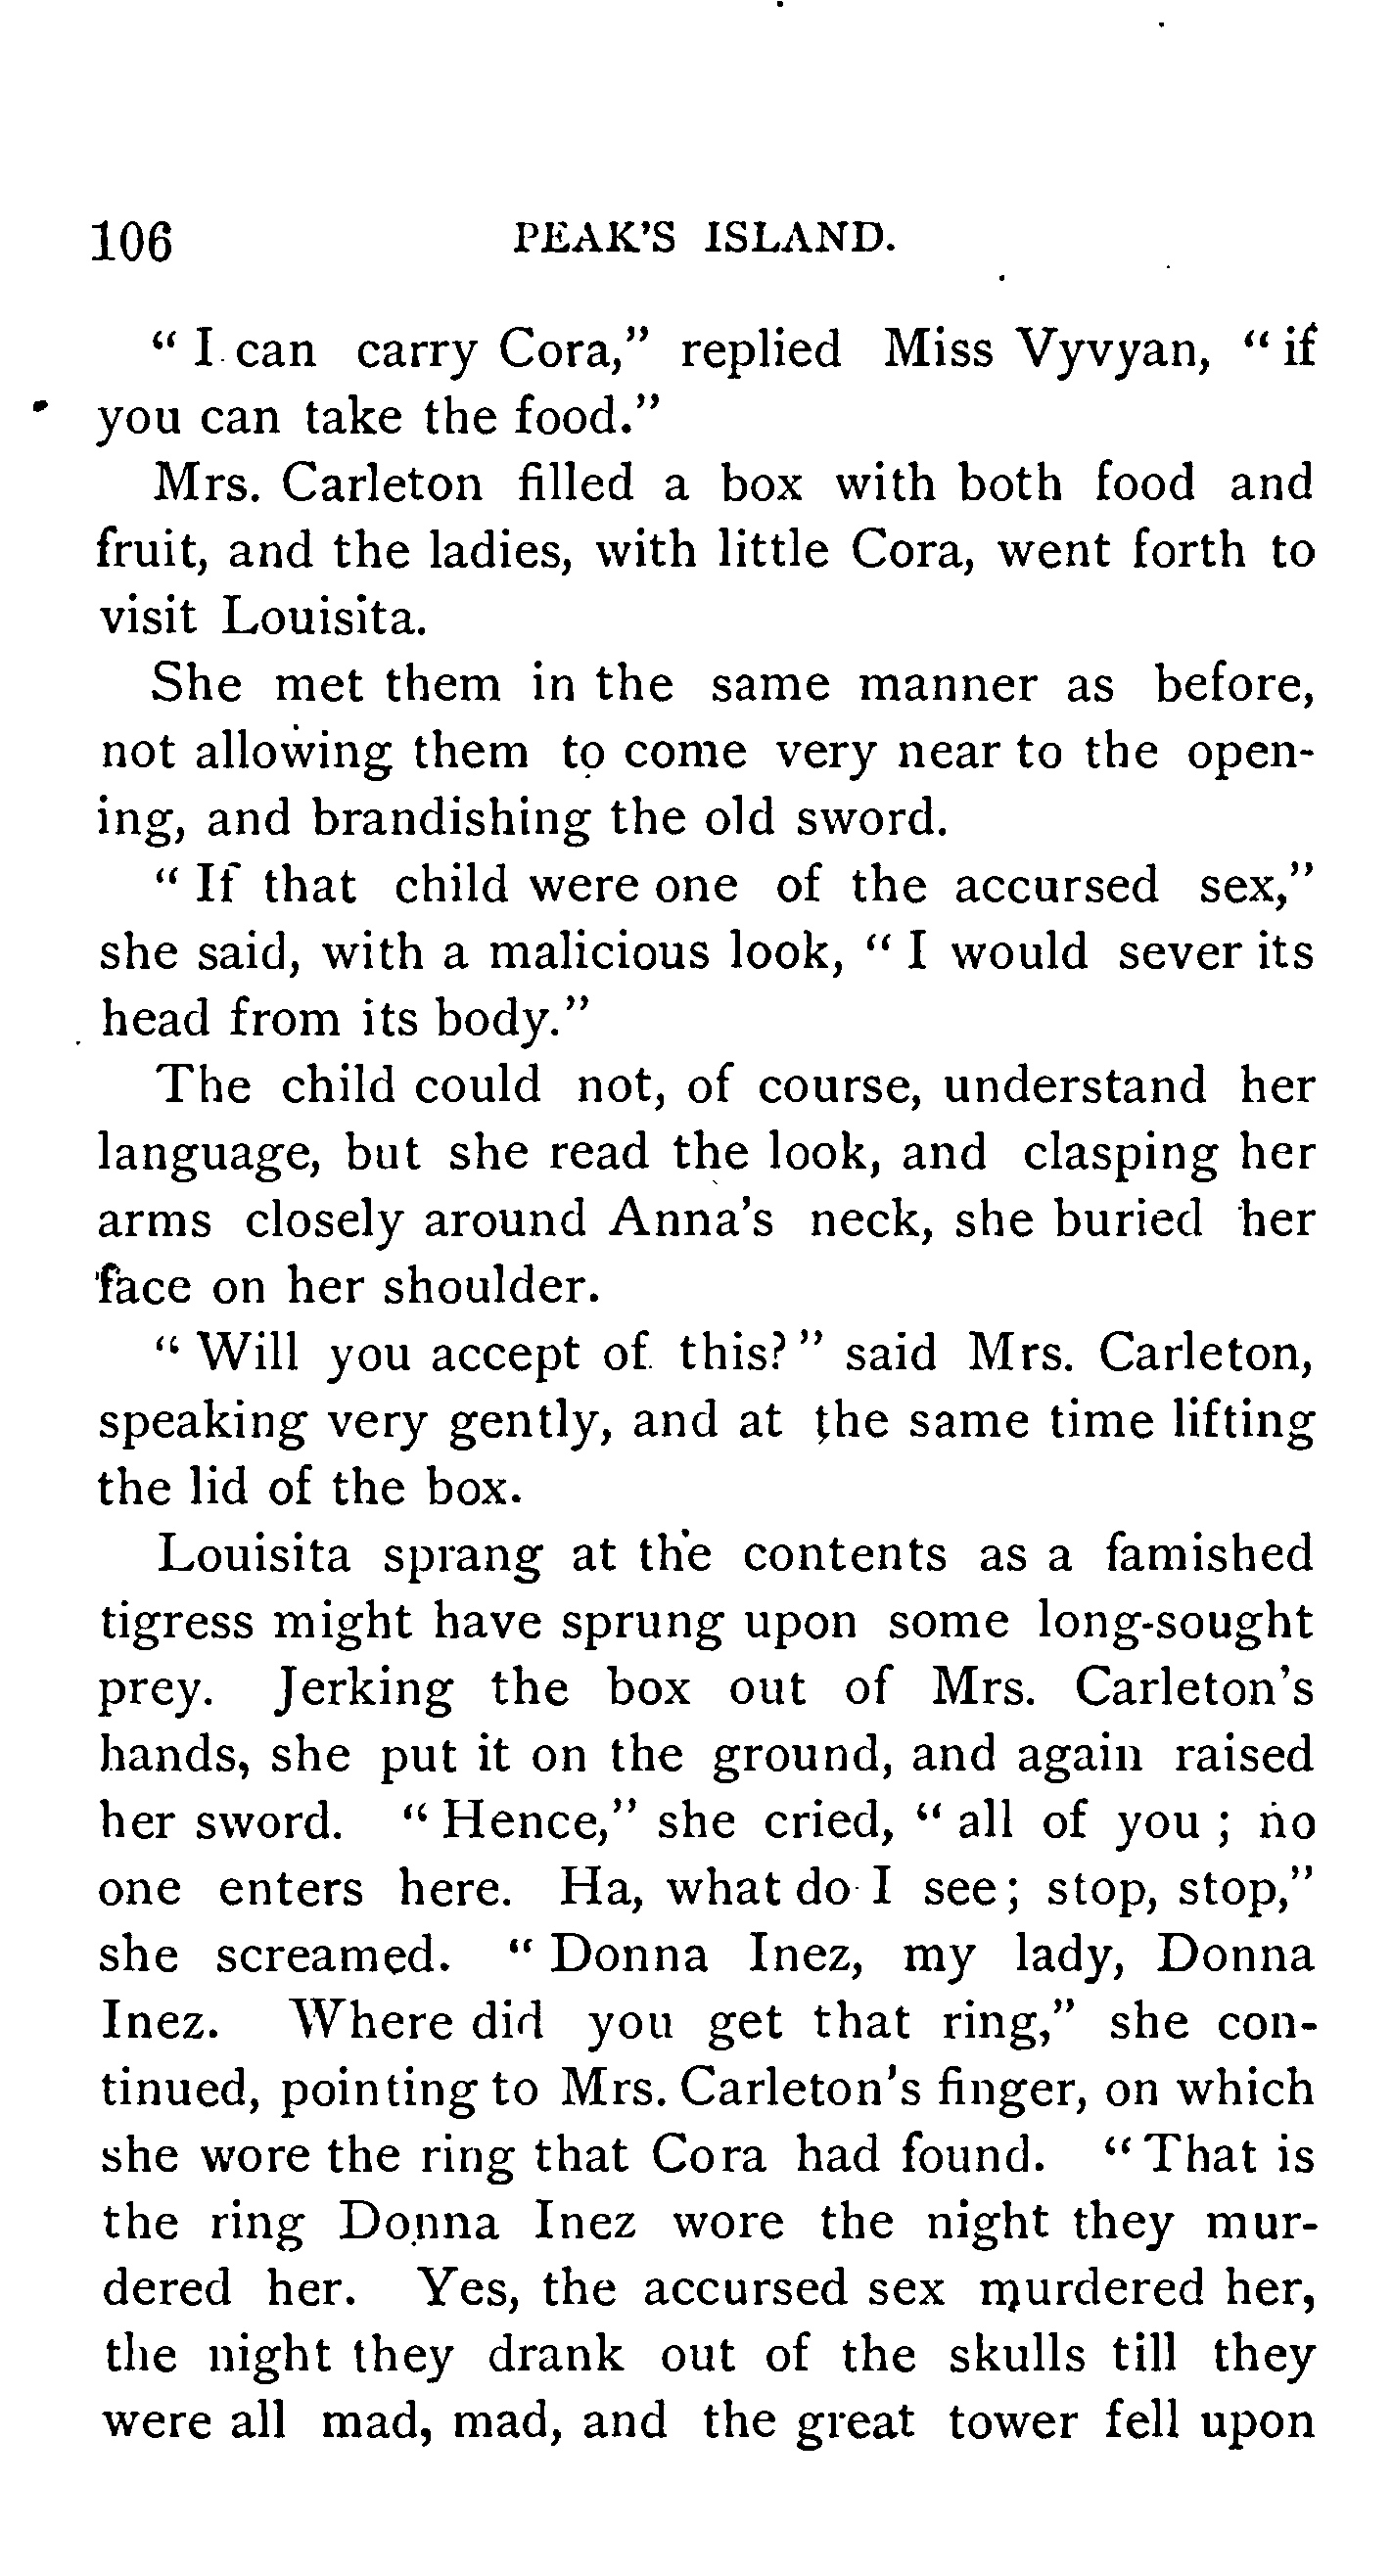 106 PEAK'S ISLAND.
" I can carry Cora," replied Miss Vyvyan, " if
you can take the food."
Mrs. Carleton filled a box with both food and
fruit, and the ladies, with little Cora, went forth to
visit Louisita.
She met them in the same manner as before,
not allowing them to come very near to the open-
ing, and brandishing the old sword.
" If that child were one of the accursed sex,"
she said, with a malicious look, " I would sever its
head from its body."
The child could not, of course, understand her
language, but she read the look, and clasping her
arms closely around Anna's neck, she buried her
face on her shoulder.
" Will you accept of this? " said Mrs. Carleton,
speaking very gently, and at the same time lifting
the lid of the box.
Louisita sprang at the contents as a famished
tigress might have sprung upon some long-sought
prey. Jerking the box out of Mrs. Carleton's
hands, she put it on the ground, and again raised
her sword. " Hence," she cried, " all of you ; no
one enters here. Ha, what do I see ; stop, stop,"
she screamed. " Donna Inez, my lady, Donna
Inez. Where did you get that ring," she con-
tinued, pointing to Mrs. Carleton's finger, on which
she wore the ring that Cora had found. " That is
the ring Donna Inez wore the night they mur-
dered her. Yes, the accursed sex murdered her,
the night they drank out of the skulls till they
were all mad, mad, and the great tower fell upon